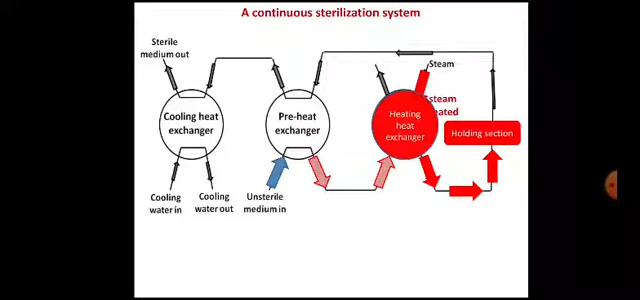 A continuous sterilization system
Sterile
medium out
Steam
steam
Heating
heat
exchanger
Cooling heat
exchanger
Pre-heat
exchanger
Holding section
Cooling
water in
Cooling
water out
Unsterile
medium in